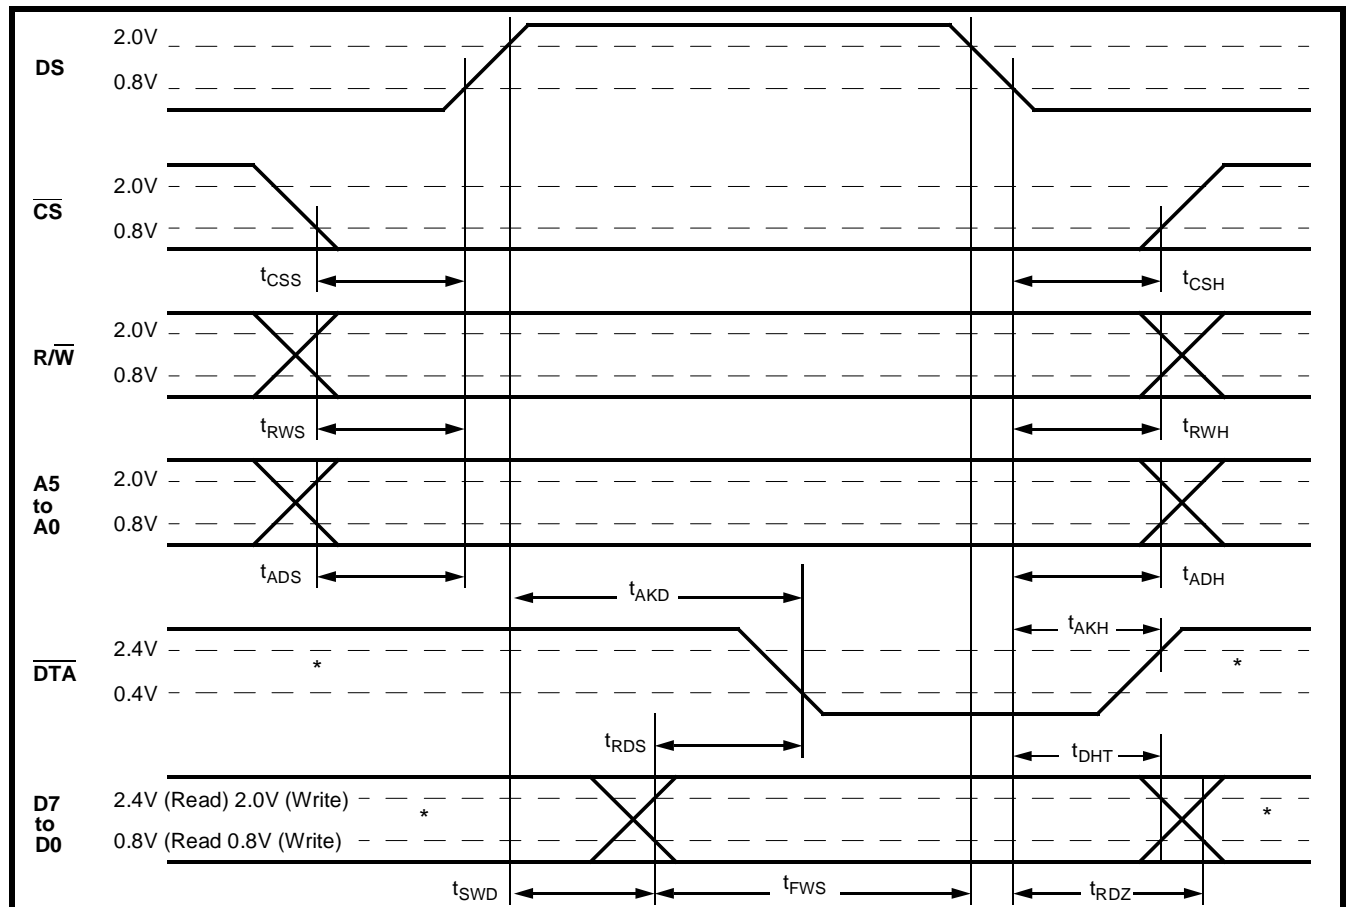 2.0V
DS
0.8V
2.0V
CS
0.8V
tCSS
tCSH
2.0V
R/W
0.8V
tRWS
tRWH
A5
to
A0
2.0V
0.8V
tADS
tADH
tAKD
tAKH
2.4V
DTA
0.4V
*
*
tRDS
tDHT
D7
to
D0
2.4V (Read) 2.0V (Write)
*
*
0.8V (Read 0.8V (Write)
tSWD
tFWS
tRDZ